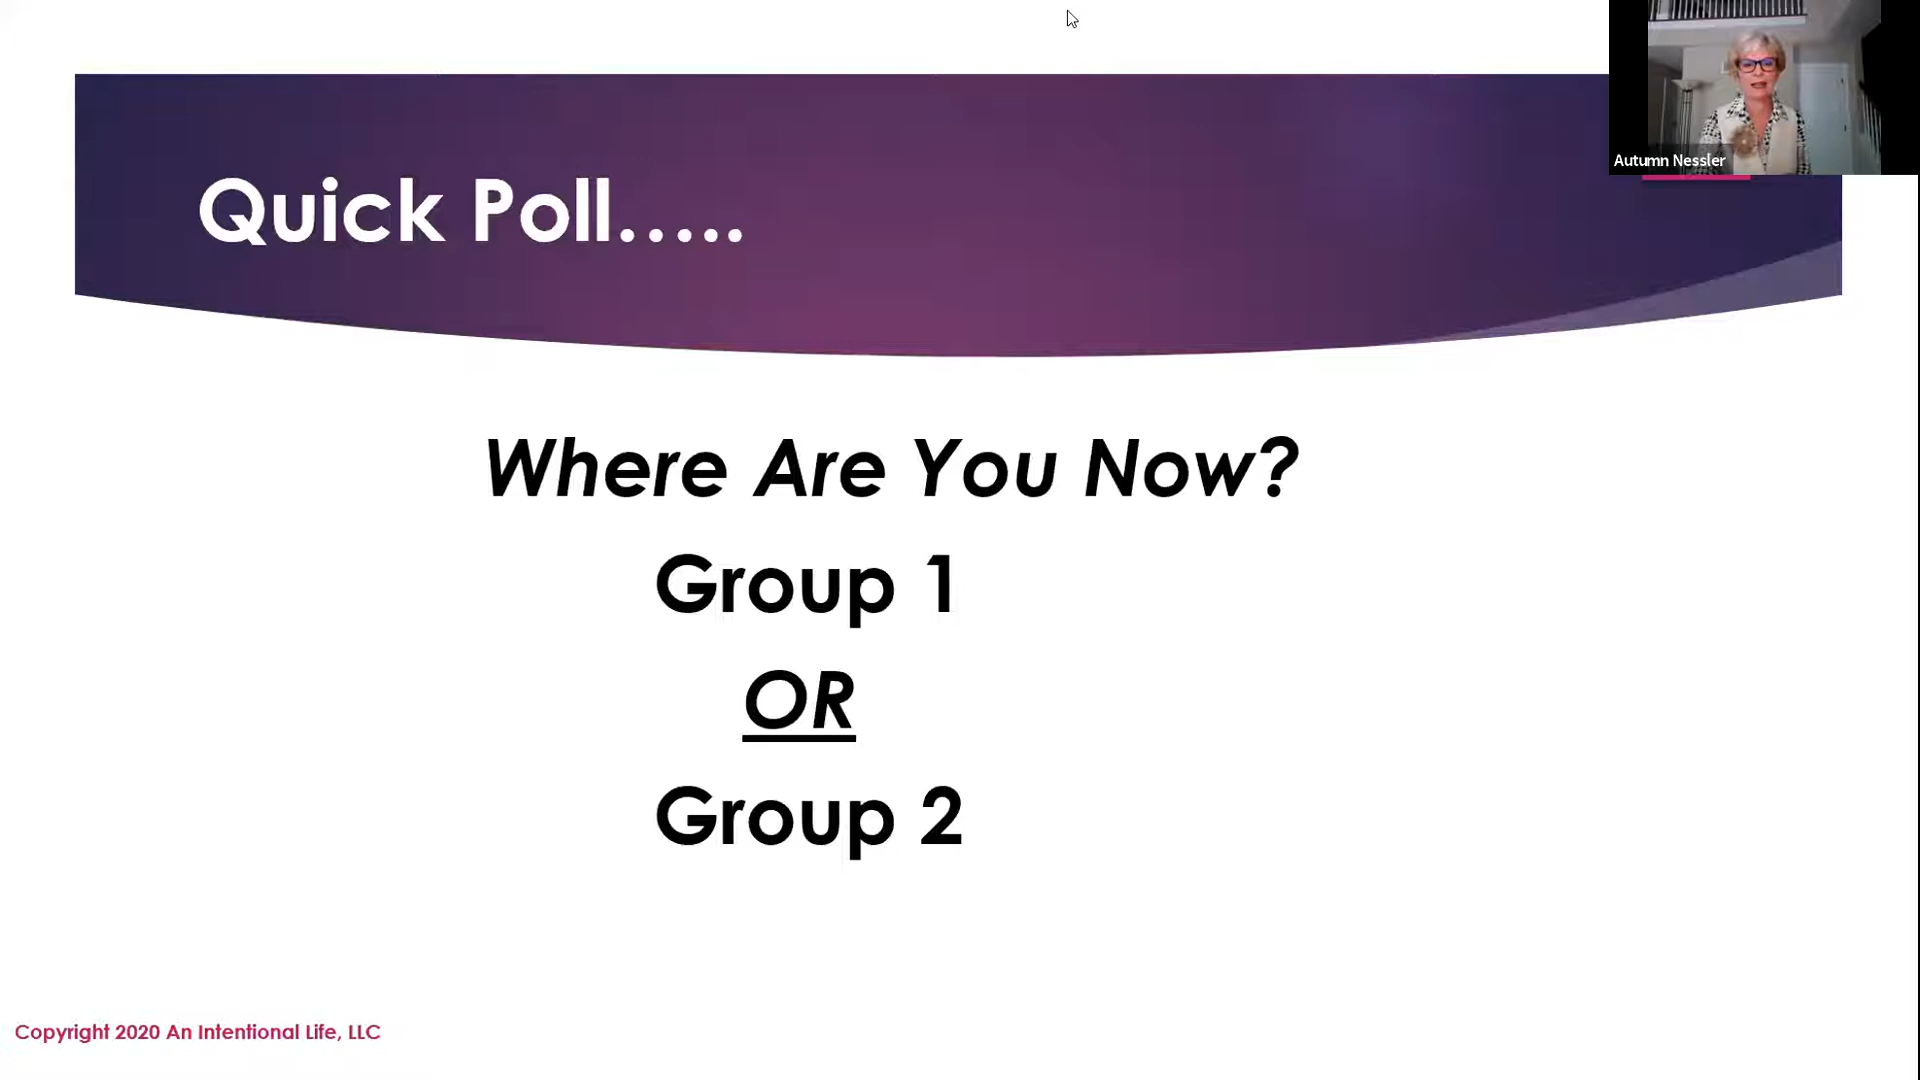 Autumn Nessler
Quick Poll.....
Where Are You Now?
Group 1
OR
Group 2
Copyright 2020 An Intentional Life, LLC